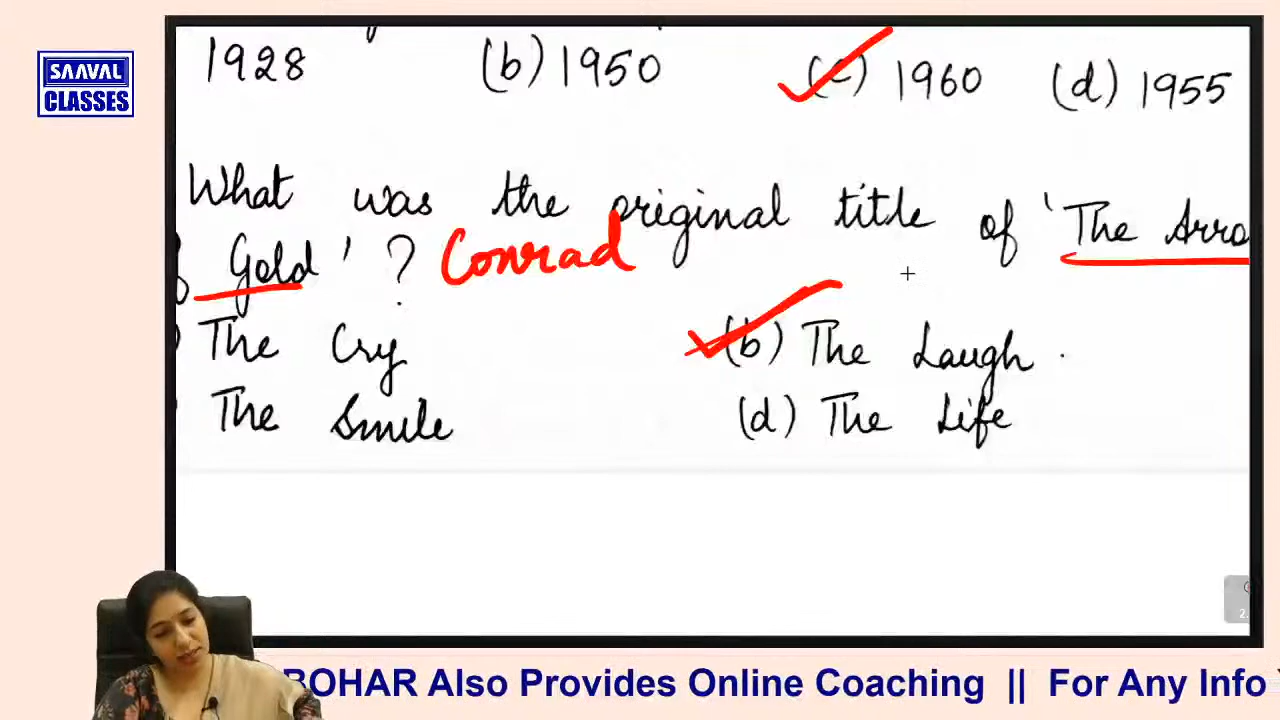 SAAVAL
CLASSES
1928 (b) 1950 (c) 1960 (d) 1955
What was the original title of 'The Arro
Gold' ? Conrad
The Cry (b) The Laugh .
The Smile (d) The Life
BOHAR Also Provides Online Coaching || For Any Info